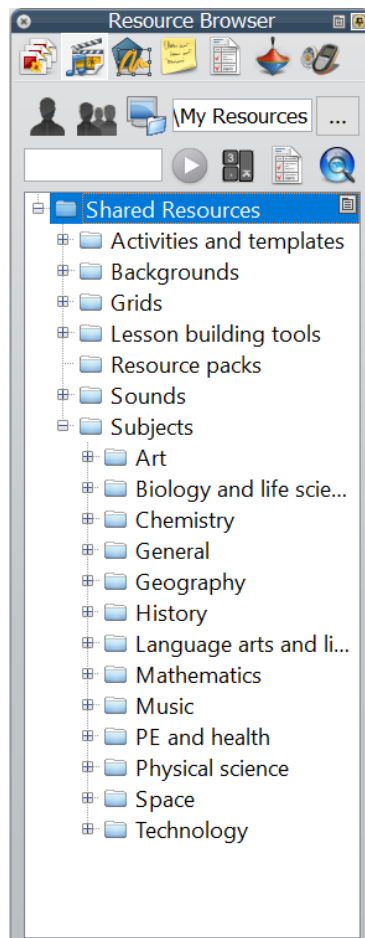 Resource Browser
\My Resources
...
Shared Resources
Activities and templates
Backgrounds
Grids
Lesson building tools
Resource packs
Sounds
Subjects
Art
Biology and life scie...
Chemistry
General
Geography
History
Language arts and li...
Mathematics
Music
PE and health
Physical science
Space
Technology